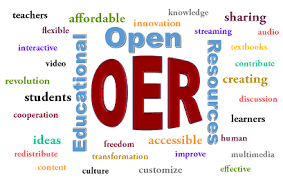 knowledge
teachers
affordable
innovation
sharing
flexible
streaming
audio
Open
interactive
textbooks
video
contribute
Educational
OER
Resources
revolution
creating
students
discussion
cooperation
learners
ideas
freedom
accessible
human
redistribute
transformation
improve
multimedia
content
culture
customize
effective